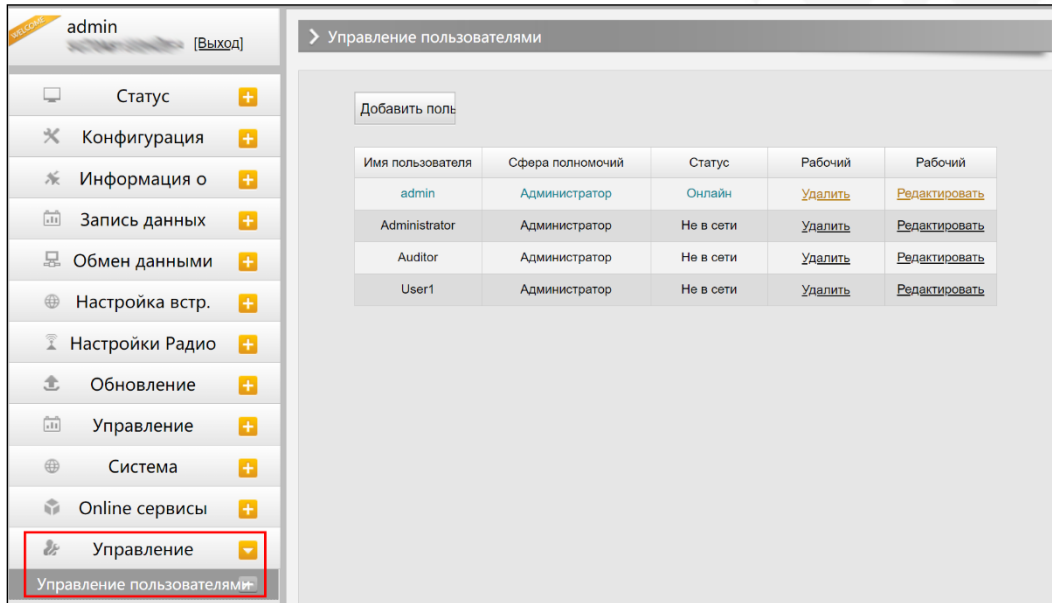 WELCOME
admin
[Выход]
Статус
Конфигурация
Информация о
Запись данных
Обмен данными
Настройка встр.
Настройки Радио
Обновление
Управление
Система
Online сервисы
Управление
Управление пользователями
Управление пользователями
Добавить поль
Имя пользователя Сфера полномочий Статус Рабочий Рабочий
admin Администратор Онлайн Удалить Редактировать
Administrator Администратор Не в сети Удалить Редактировать
Auditor Администратор Не в сети Удалить Редактировать
User1 Администратор Не в сети Удалить Редактировать